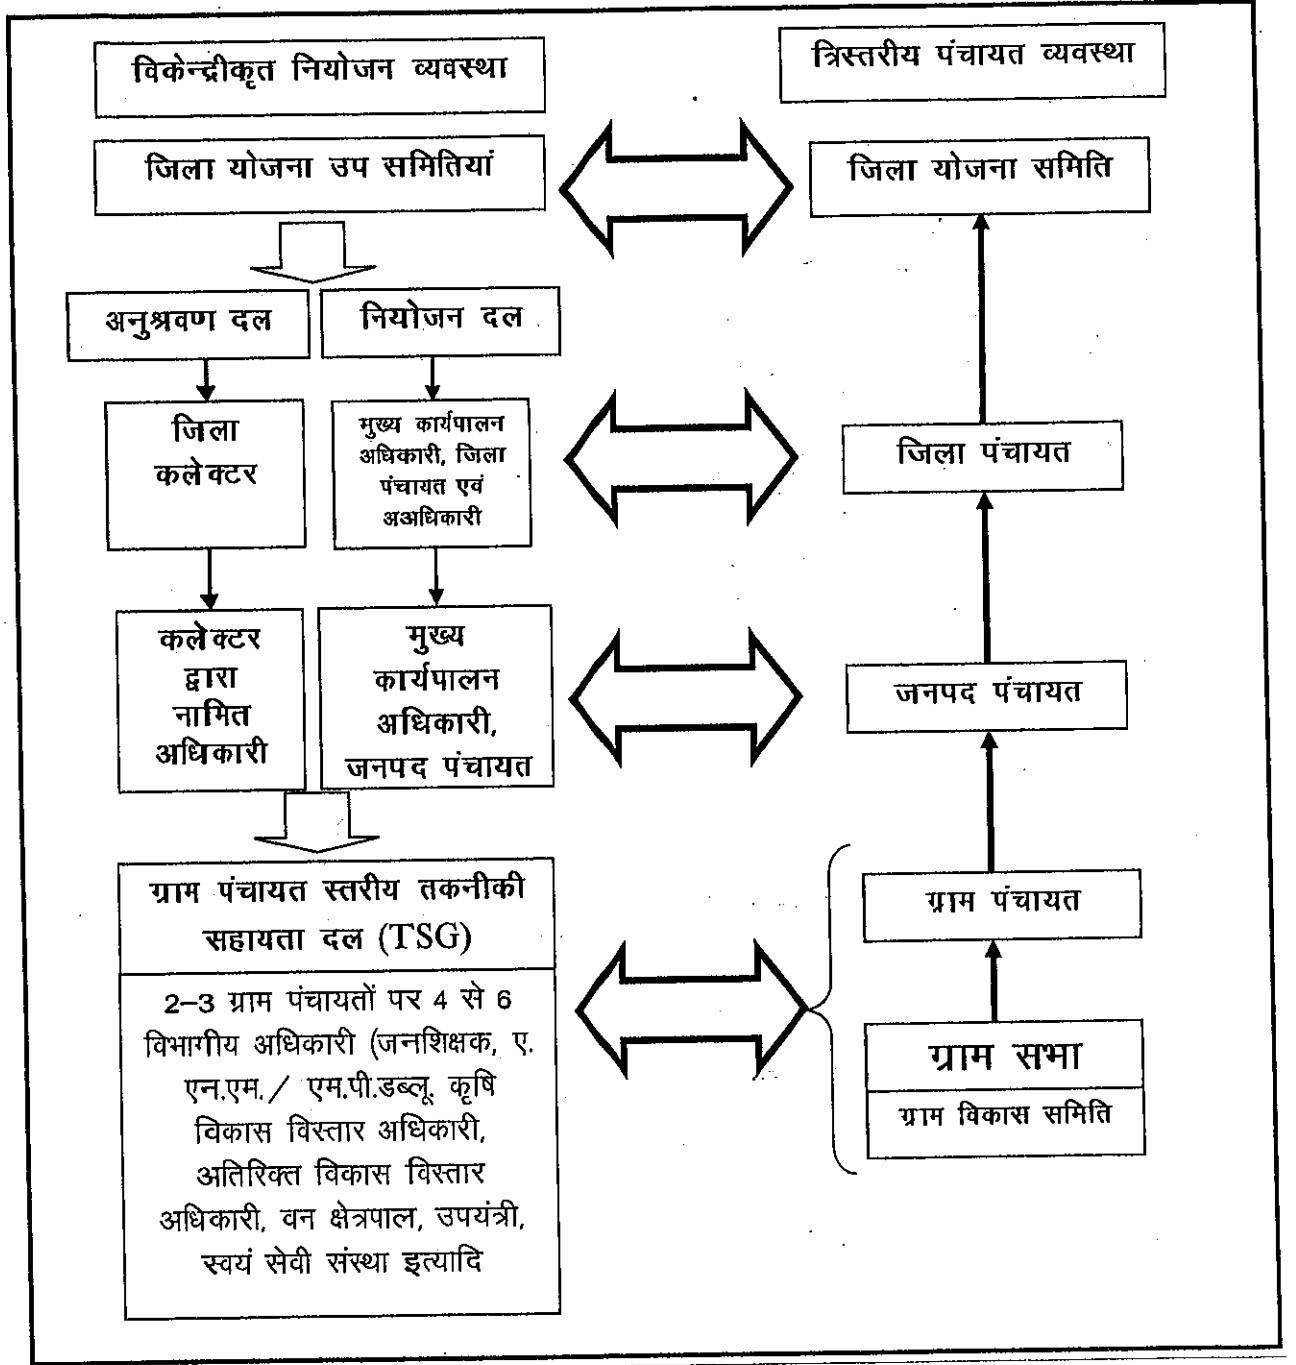 विकेन्द्रीकृत नियोजन व्यवस्था
त्रिस्तरीय पंचायत व्यवस्था
जिला योजना उप समितियां
जिला योजना समिति
अनुश्रवण दल
नियोजन दल
जिला
कलेक्टर
मुख्य कार्यपालन
अधिकारी, जिला
पंचायत एवं
अअधिकारी
जिला पंचायत
कलेक्टर
द्वारा
नामित
अधिकारी
मुख्य
कार्यपालन
अधिकारी,
जनपद पंचायत
जनपद पंचायत
ग्राम पंचायत स्तरीय तकनीकी
सहायता दल (TSG)
2–3 ग्राम पंचायतों पर 4 से 6
विभागीय अधिकारी (जनशिक्षक, ए.
एन.एम./ एम.पी.डब्लू. कृषि
विकास विस्तार अधिकारी,
अतिरिक्त विकास विस्तार
अधिकारी, वन क्षेत्रपाल, उपयंत्री,
स्वयं सेवी संस्था इत्यादि
ग्राम पंचायत
ग्राम सभा
ग्राम विकास समिति